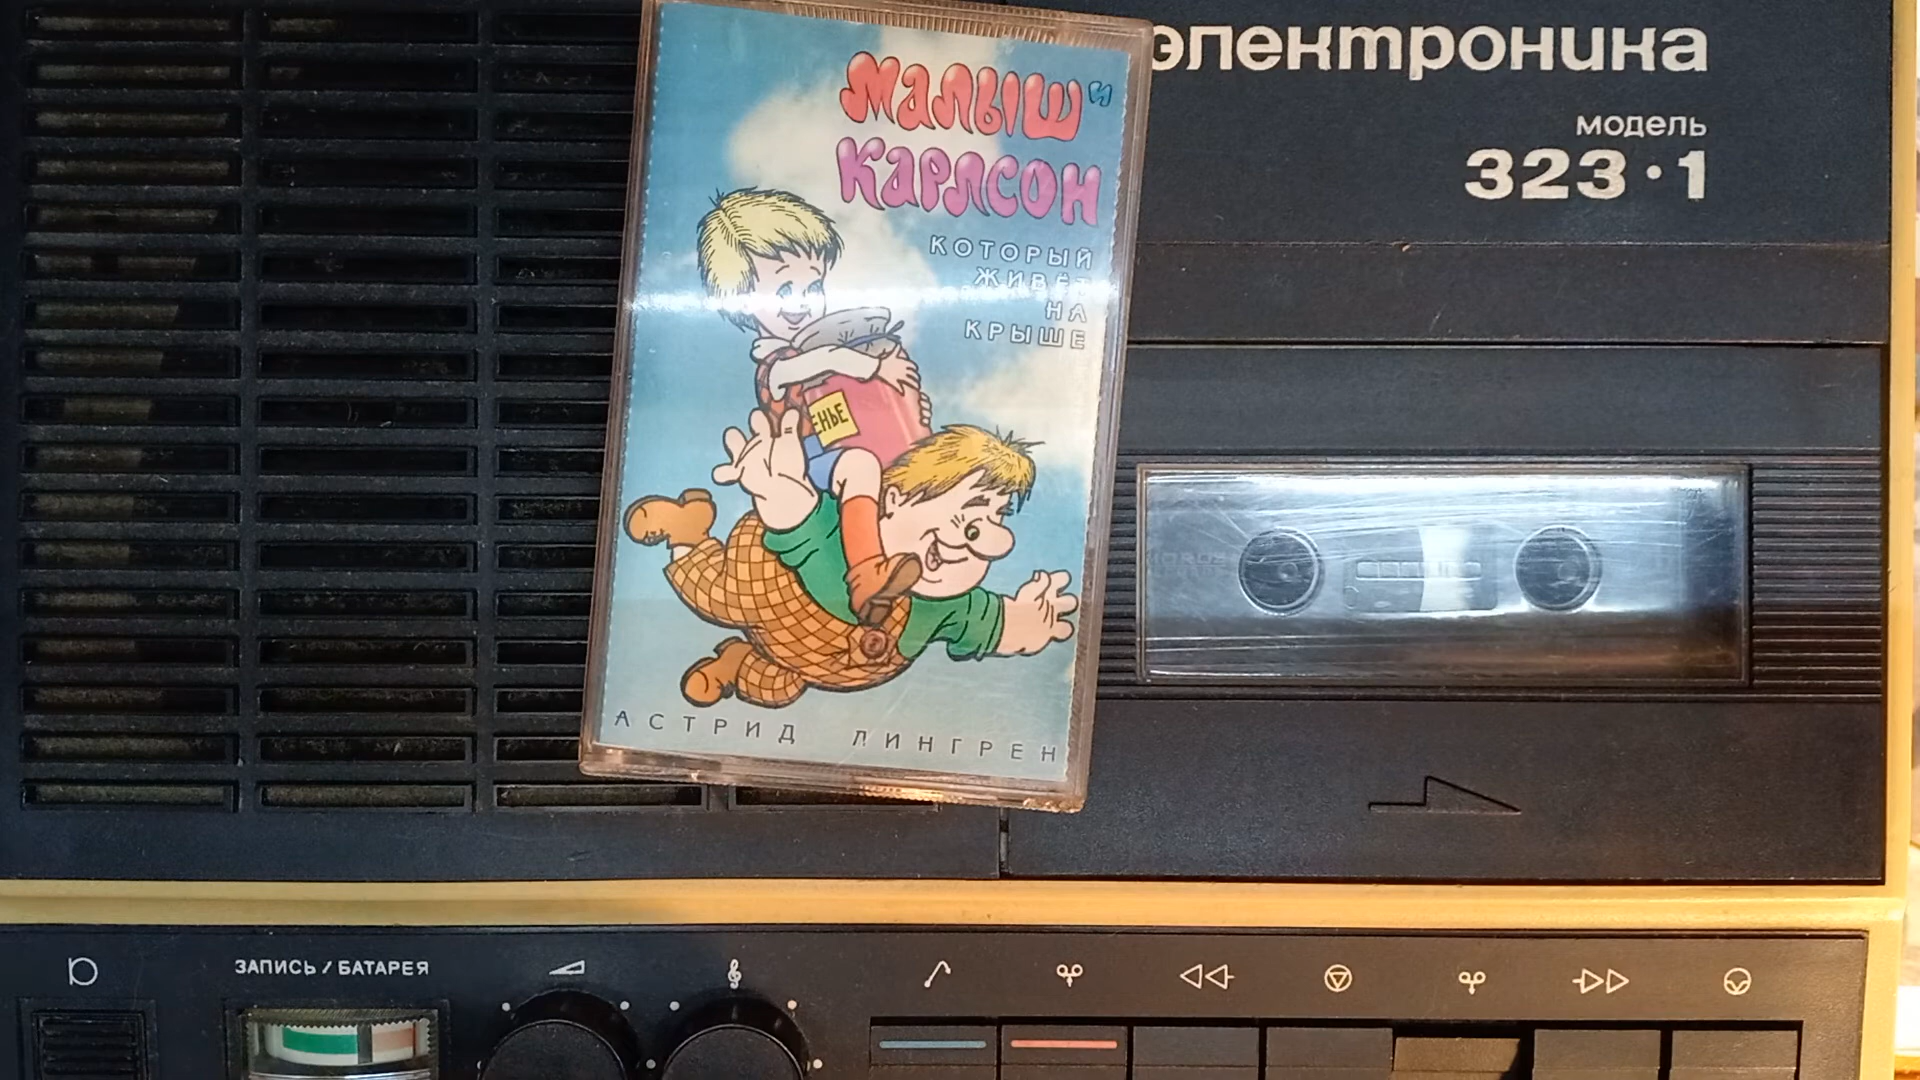 электроника
модель
323·1
МАЛЫШ И
КАРЛСОН
КОТОРЫЙ
ЖИВЁТ
НА
КРЫШЕ
ЕНЬЕ
АСТРИД ЛИНГРЕН
ЗАПИСЬ / БАТАРЕЯ